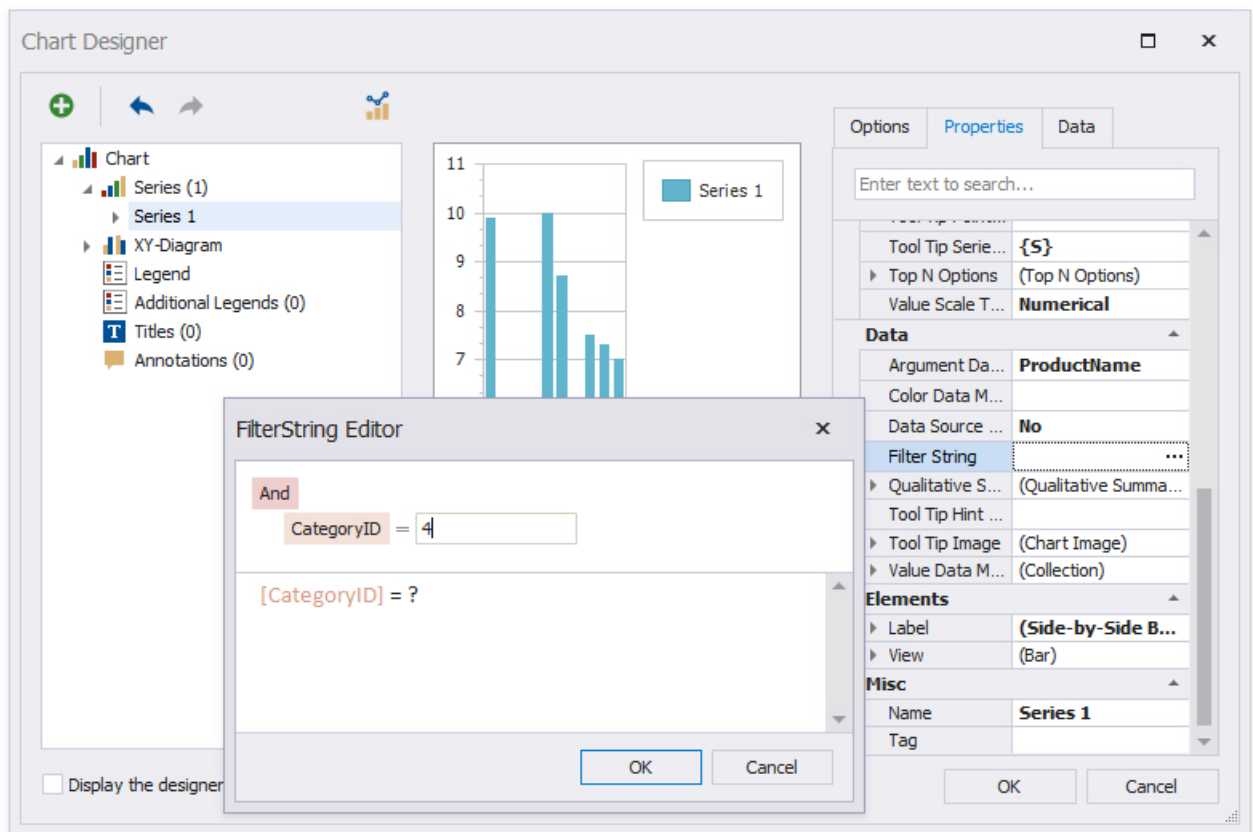 Chart Designer
Chart
Series (1)
Series 1
XY-Diagram
Legend
Additional Legends (0)
T Titles (0)
Annotations (0)
11
10
9
8
7
Series 1
Options Properties Data
Enter text to search...
Tool Tip Serie... {S}
Top N Options (Top N Options)
Value Scale T... Numerical
Data
Argument Da... ProductName
Color Data M...
Data Source ... No
Filter String ...
Qualitative S... (Qualitative Summa...
Tool Tip Hint ...
Tool Tip Image (Chart Image)
Value Data M... (Collection)
Elements
Label (Side-by-Side B...
View (Bar)
Misc
Name Series 1
Tag
FilterString Editor
And
CategoryID = 4
[CategoryID] = ?
OK Cancel
Display the designer
OK Cancel